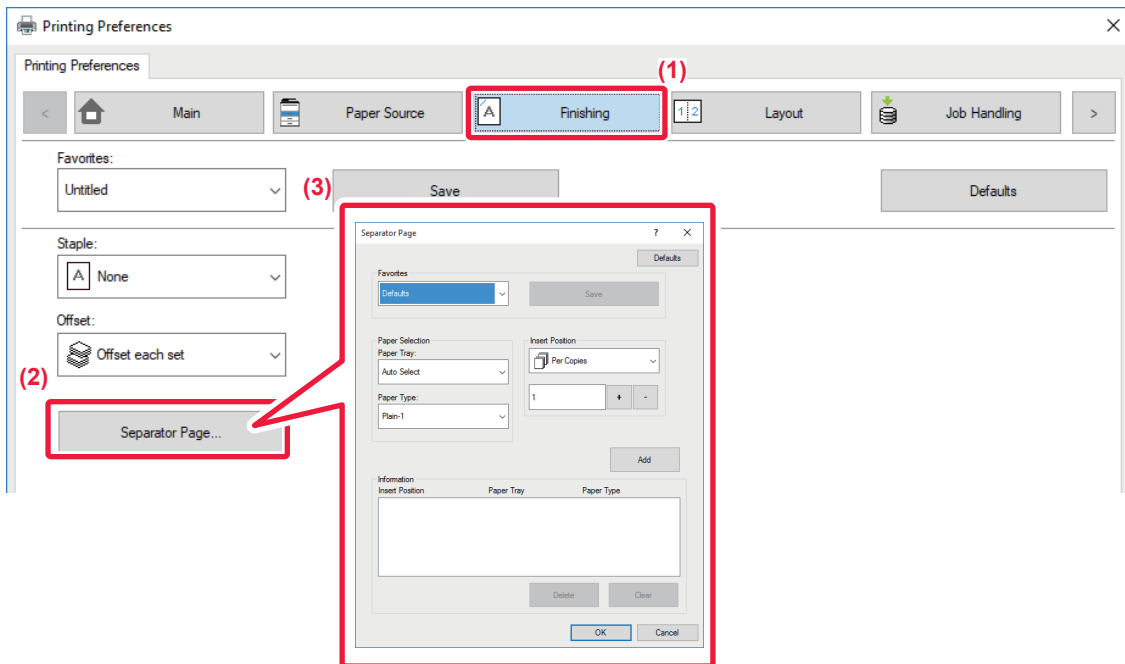 Printing Preferences
Printing Preferences
(1)
<
Main
Paper Source
A
Finishing
1 2
Layout
Job Handling
>
Favorites:
Untitled
(3)
Save
Defaults
Separator Page
?
Defaults
Favorites
Defaults
Save
Staple:
A None
Offset:
Offset each set
(2)
Separator Page...
Paper Selection
Paper Tray:
Auto Select
Paper Type:
Plain-1
Insert Position
Per Copies
1
+
-
Add
Information
Insert Position Paper Tray Paper Type
Delete
Clear
OK
Cancel